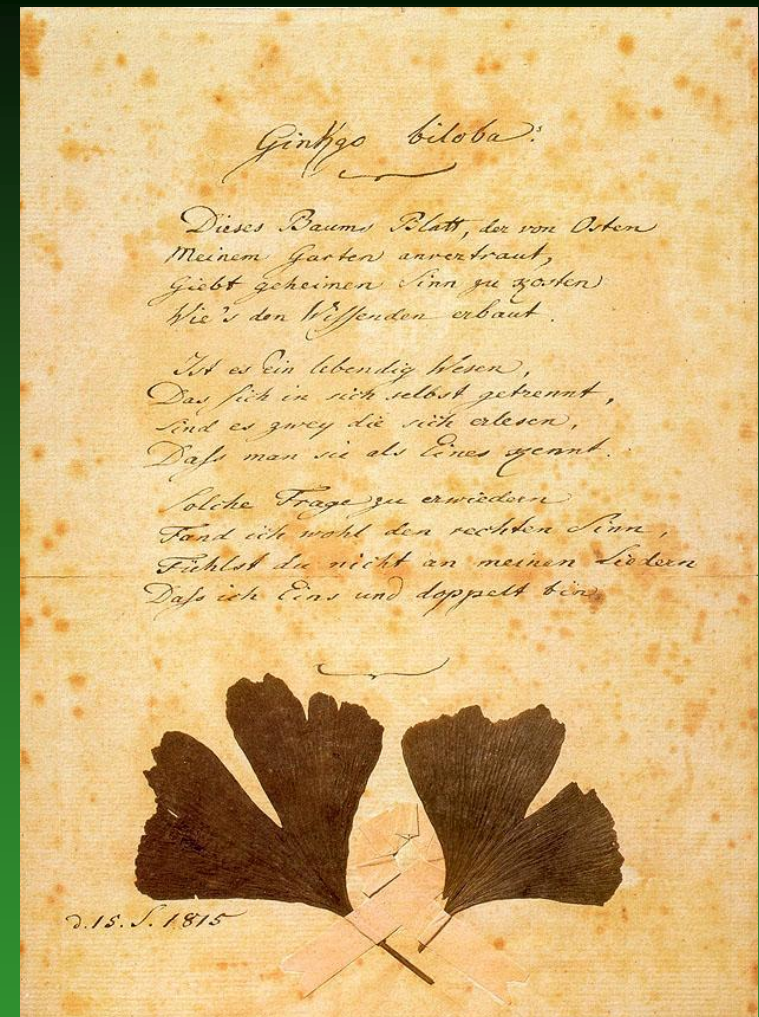 Ginkgo biloba.
Dieses Baums Blatt, der von Osten
Meinem Garten anvertraut,
Giebt geheimen Sinn zu kosten
Wie's den Wissenden erbaut.
Ist es Ein lebendig Wesen,
Das sich in sich selbst getrennt,
Sind es zwey die sich erlesen,
Dass man sie als Eines kennt.
Solche Frage zu erwiedern
Fand ich wohl den rechten Sinn,
Fühlst du nicht an meinen Liedern
Dass ich Eins und doppelt bin.
d. 15. S. 1815